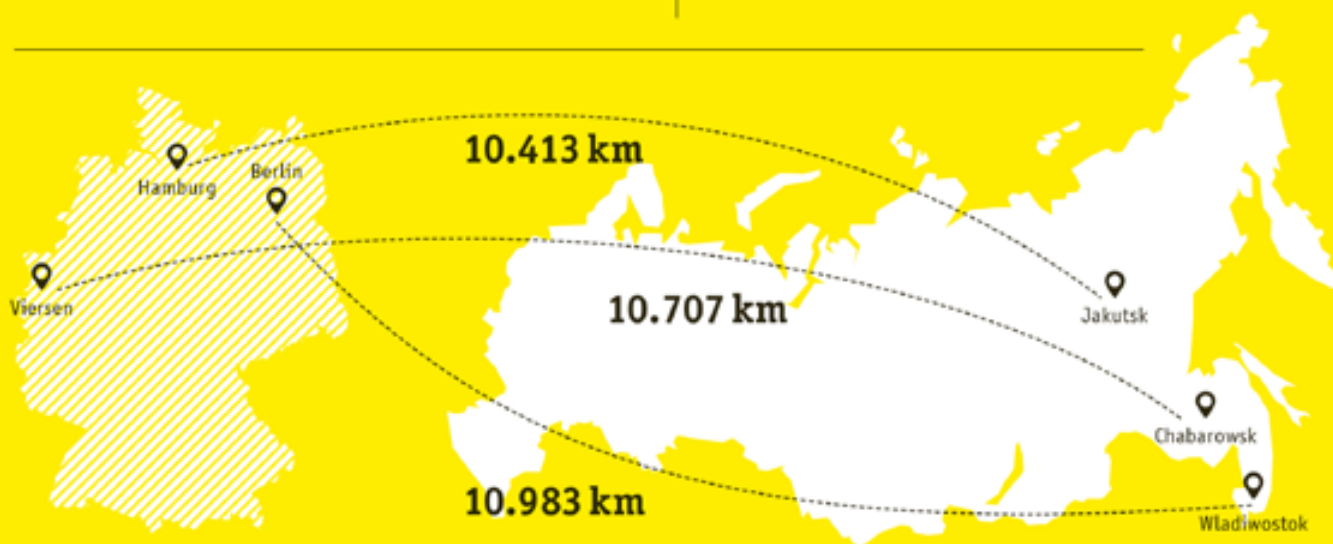 10.413 km
Berlin
Hamburg
Viersen
10.707 km
Jakutsk
Chabarowsk
10.983 km
Wladiwostok